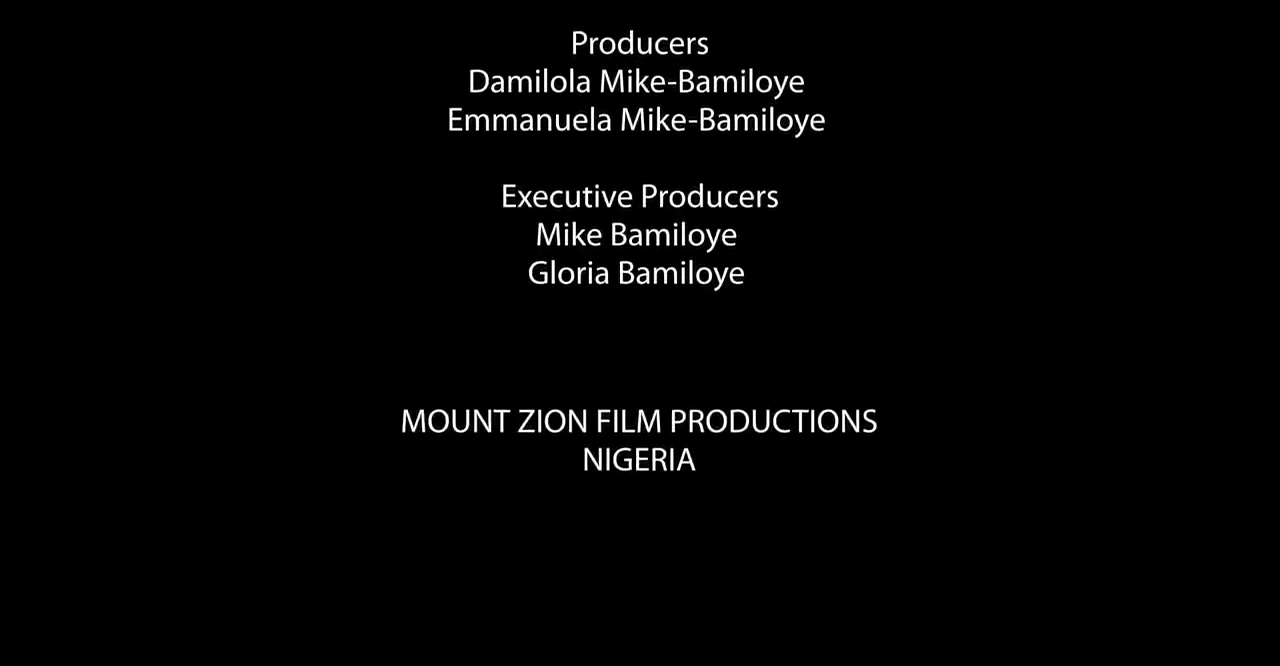 Producers
Damilola Mike-Bamiloye
Emmanuela Mike-Bamiloye
Executive Producers
Mike Bamiloye
Gloria Bamiloye
MOUNT ZION FILM PRODUCTIONS
NIGERIA